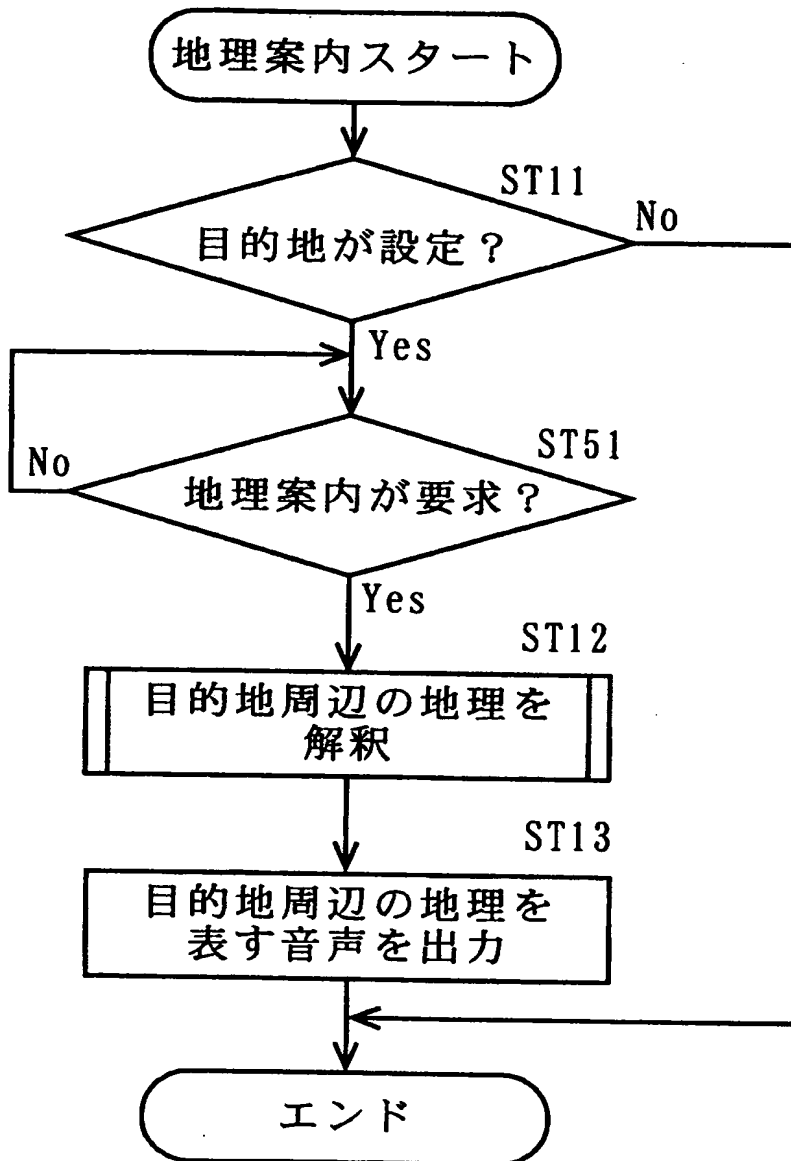 地理案内スタート
ST11
目的地が設定？
No
Yes
ST51
地理案内が要求？
No
Yes
ST12
目的地周辺の地理を
解釈
ST13
目的地周辺の地理を
表す音声を出力
エンド